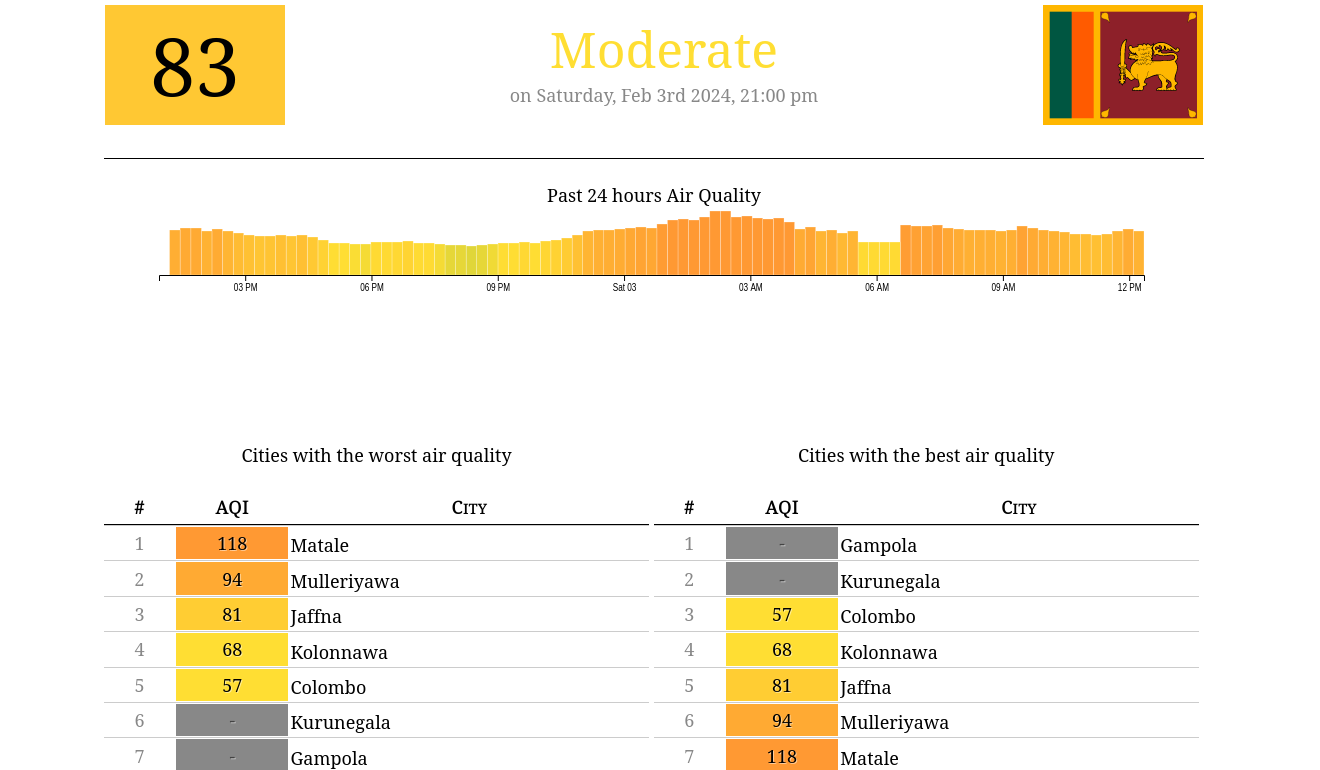 83
Moderate
on Saturday, Feb 3rd 2024, 21:00 pm
Past 24 hours Air Quality
03 PM 06 PM 09 PM Sat 03 03 AM 06 AM 09 AM 12 PM
Cities with the worst air quality
# AQI City
1 118 Matale
2 94 Mulleriyawa
3 81 Jaffna
4 68 Kolonnawa
5 57 Colombo
6 - Kurunegala
7 - Gampola
Cities with the best air quality
# AQI City
1 - Gampola
2 - Kurunegala
3 57 Colombo
4 68 Kolonnawa
5 81 Jaffna
6 94 Mulleriyawa
7 118 Matale